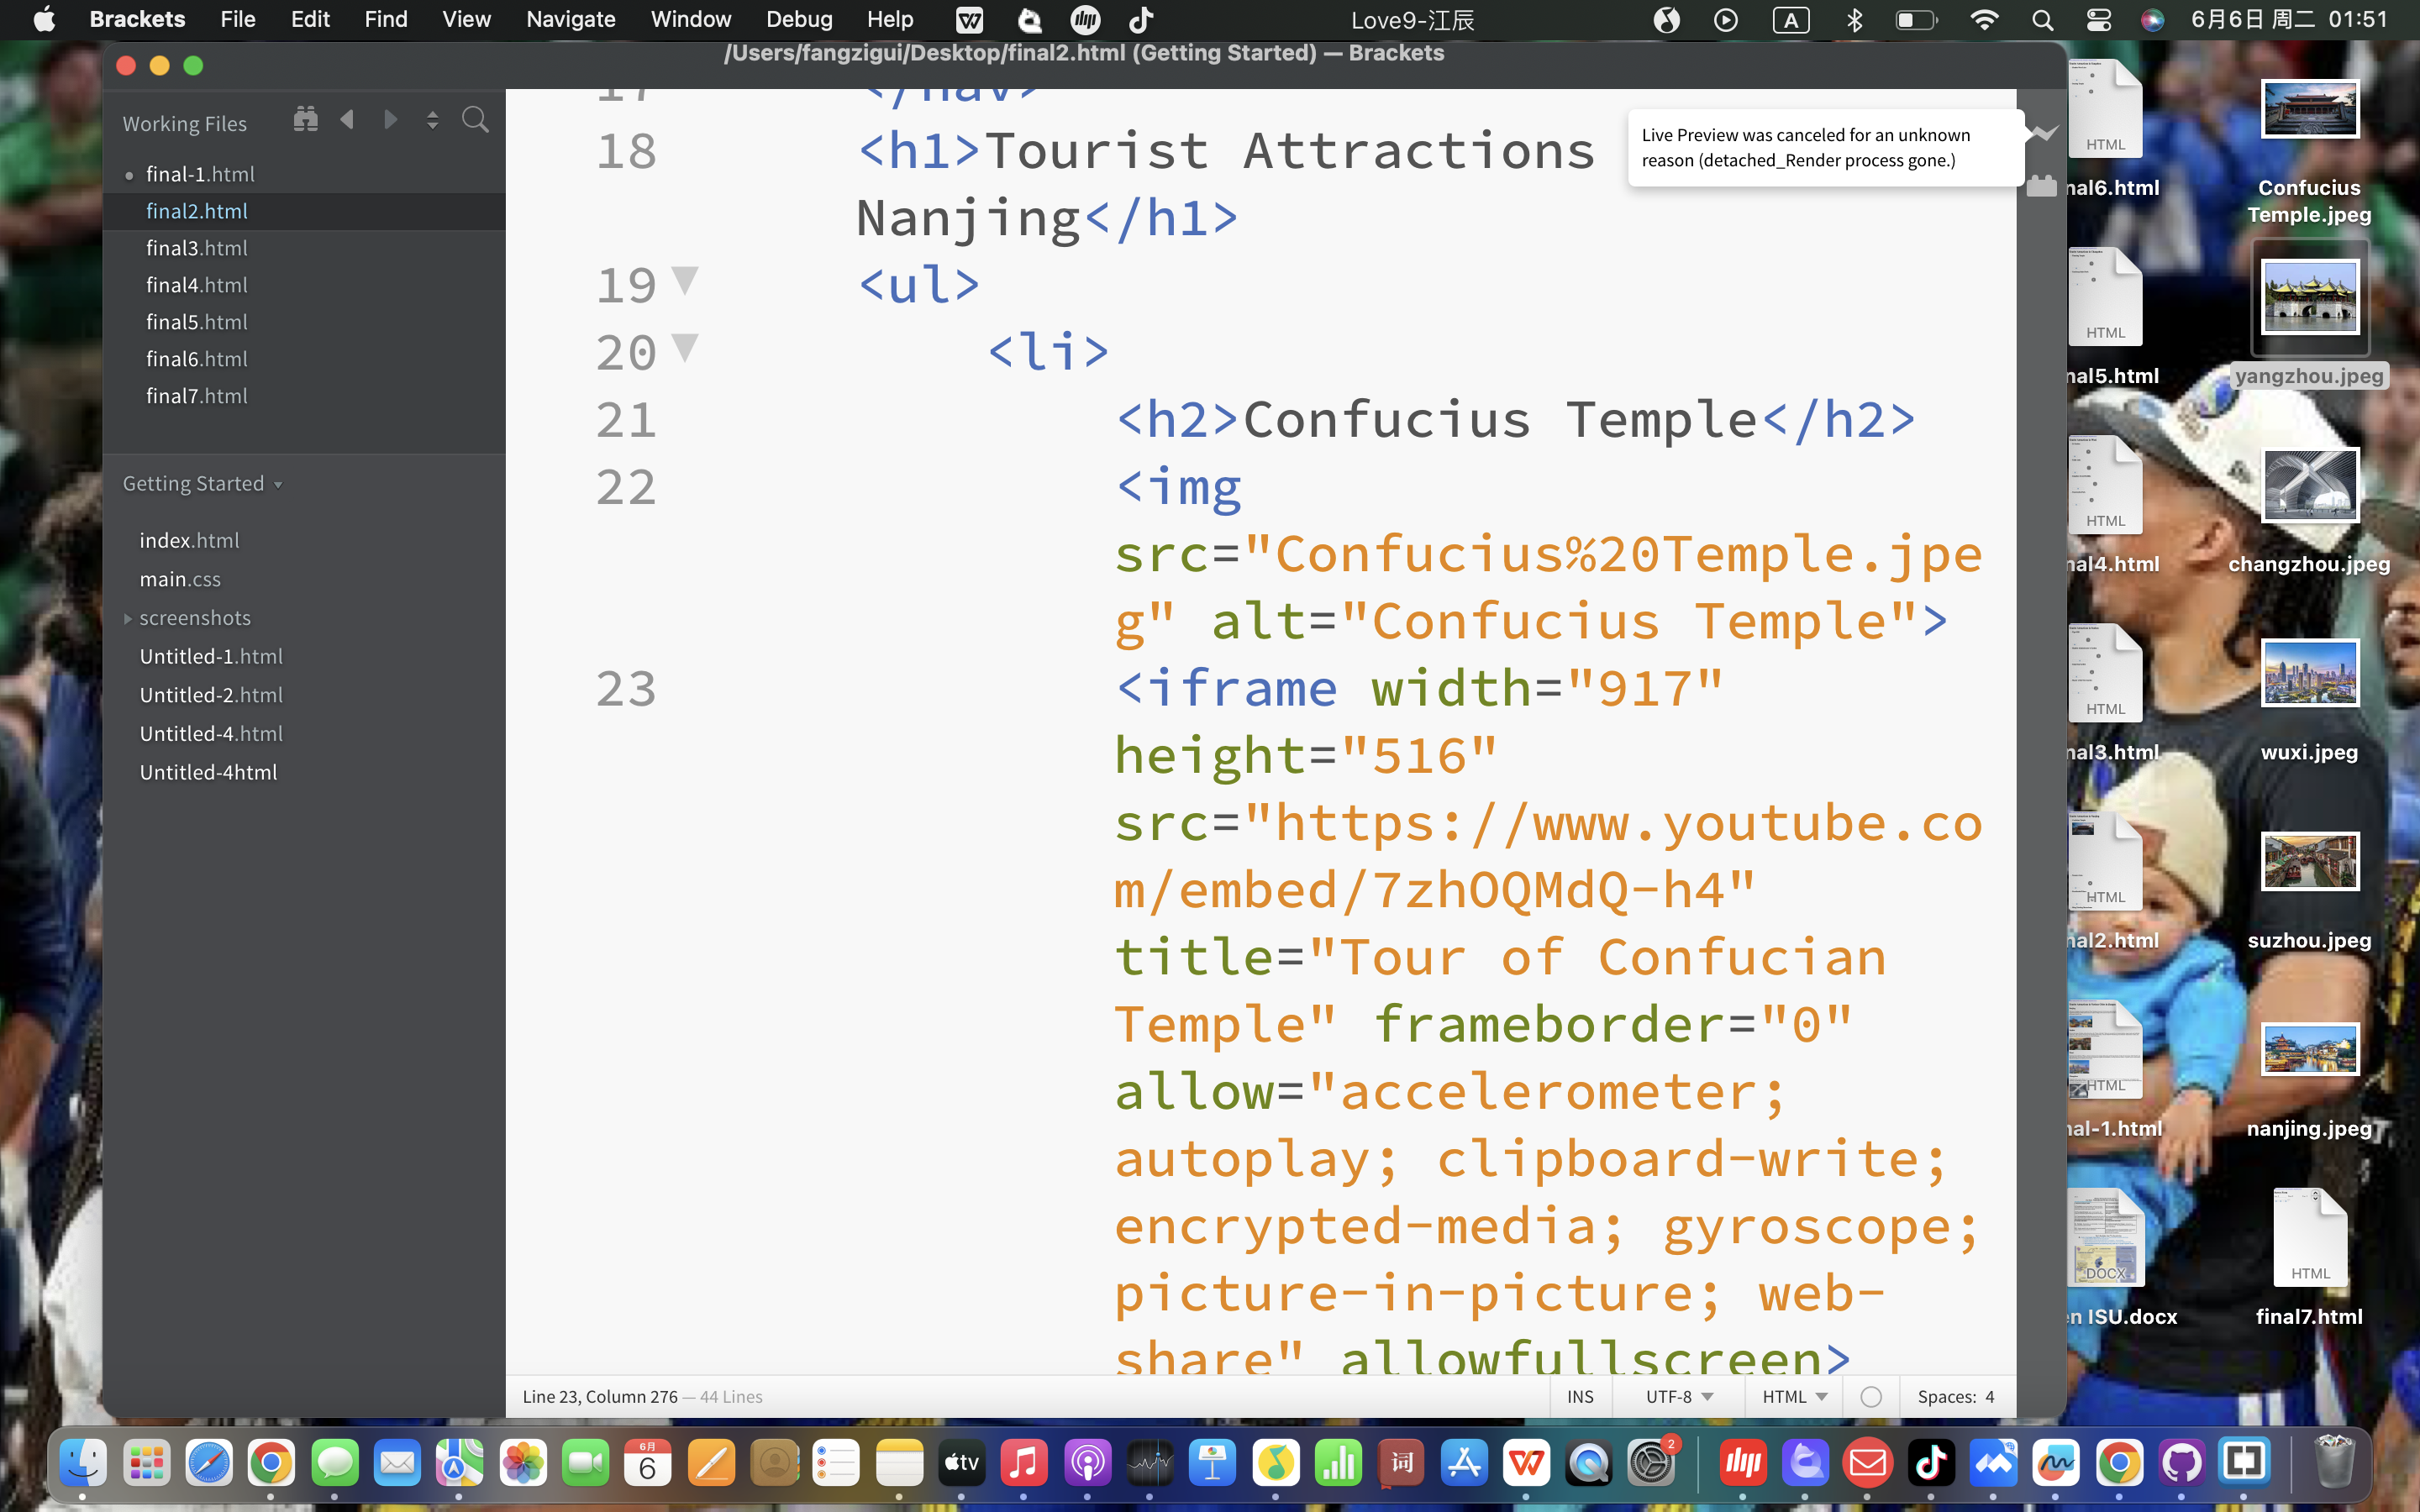 Brackets File Edit Find View Navigate Window Debug Help
Love9-江辰
A
6月6日 周二 01:51
/Users/fangzigui/Desktop/final2.html (Getting Started) — Brackets
Working Files
final-1.html
final2.html
final3.html
final4.html
final5.html
final6.html
final7.html
Getting Started
index.html
main.css
screenshots
Untitled-1.html
Untitled-2.html
Untitled-4.html
Untitled-4html
17 </nav>
18 <h1>Tourist Attractions
Nanjing</h1>
19 <ul>
20 <li>
21 <h2>Confucius Temple</h2>
22 <img
src="Confucius%20Temple.jpe
g" alt="Confucius Temple">
23 <iframe width="917"
height="516"
src="https://www.youtube.co
m/embed/7zhOQMdQ-h4"
title="Tour of Confucian
Temple" frameborder="0"
allow="accelerometer;
autoplay; clipboard-write;
encrypted-media; gyroscope;
picture-in-picture; web-
share" allowfullscreen>
Live Preview was canceled for an unknown
reason (detached_Render process gone.)
Line 23, Column 276 — 44 Lines
INS
UTF-8
HTML
Spaces: 4
HTML
nal6.html
HTML
nal5.html
HTML
nal4.html
HTML
nal3.html
HTML
nal2.html
HTML
nal-1.html
DOCX
en ISU.docx
Confucius
Temple.jpeg
yangzhou.jpeg
changzhou.jpeg
wuxi.jpeg
suzhou.jpeg
nanjing.jpeg
HTML
final7.html
6月
6
tv
词
2